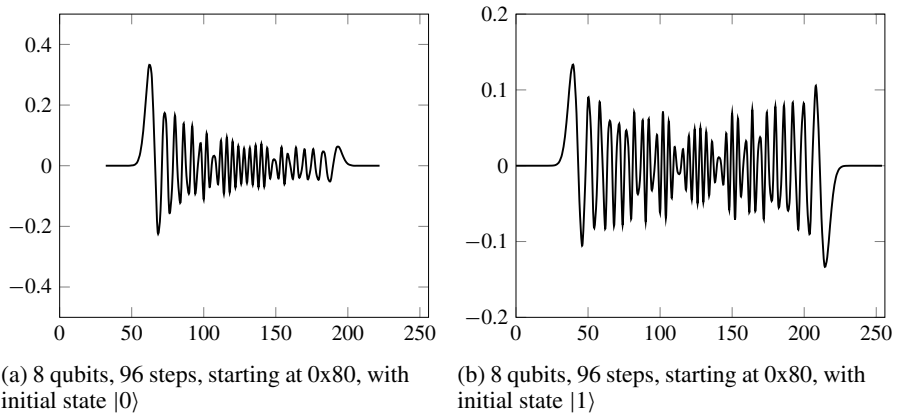 0.4
0.2
0
−0.2
−0.4
0 50 100 150 200 250
0.2
0.1
0
−0.1
−0.2
0 50 100 150 200 250
(a) 8 qubits, 96 steps, starting at 0x80, with
initial state |0⟩
(b) 8 qubits, 96 steps, starting at 0x80, with
initial state |1⟩